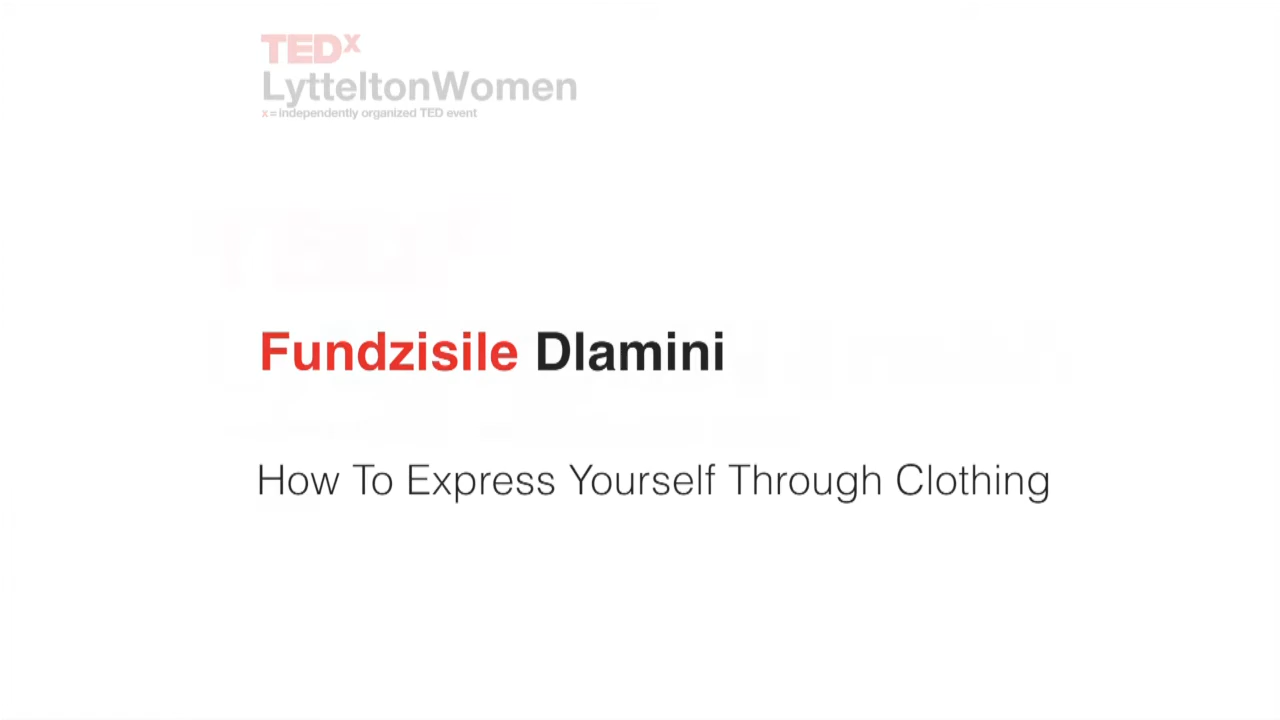 TEDx
LytteltonWomen
x = independently organized TED event
Fundzisile Dlamini
How To Express Yourself Through Clothing